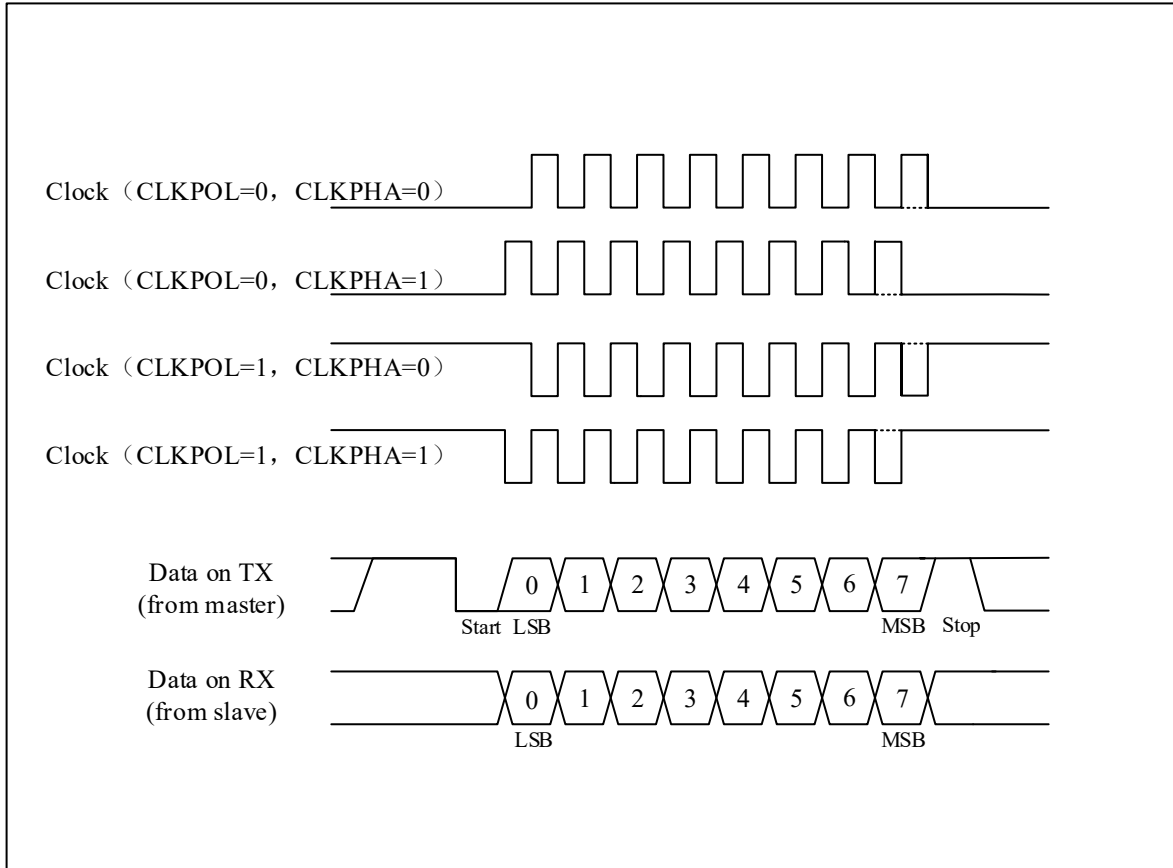 Clock（CLKPOL=0，CLKPHA=0）
Clock（CLKPOL=0，CLKPHA=1）
Clock（CLKPOL=1，CLKPHA=0）
Clock（CLKPOL=1，CLKPHA=1）
Data on TX
(from master)
0 1 2 3 4 5 6 7
Start LSB MSB Stop
Data on RX
(from slave)
0 1 2 3 4 5 6 7
LSB MSB